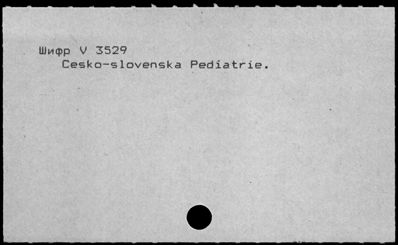 Шифр V 3529
Cesko-slovenska Pediatrie.